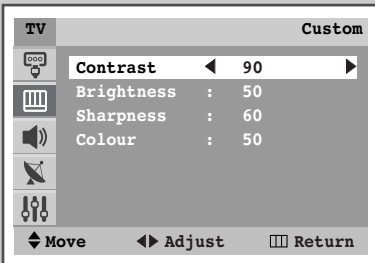 TV Custom
Contrast ◀ 90 ▶
Brightness : 50
Sharpness : 60
Colour : 50
Move Adjust Return